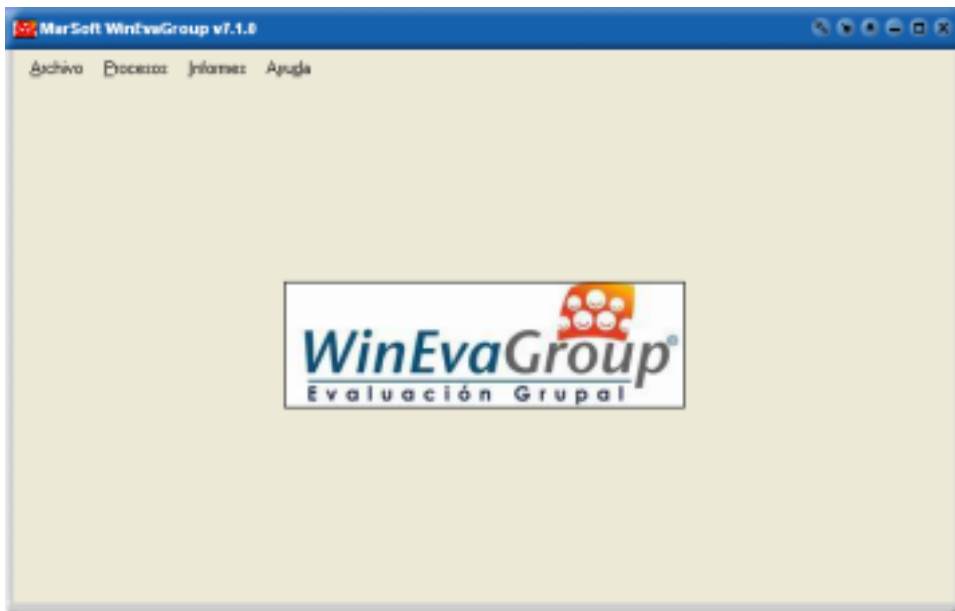 MarSoft WinEvaGroup v7.1.0
Archivo Procesos Informes Ayuda
WinEvaGroup®
Evaluación Grupal